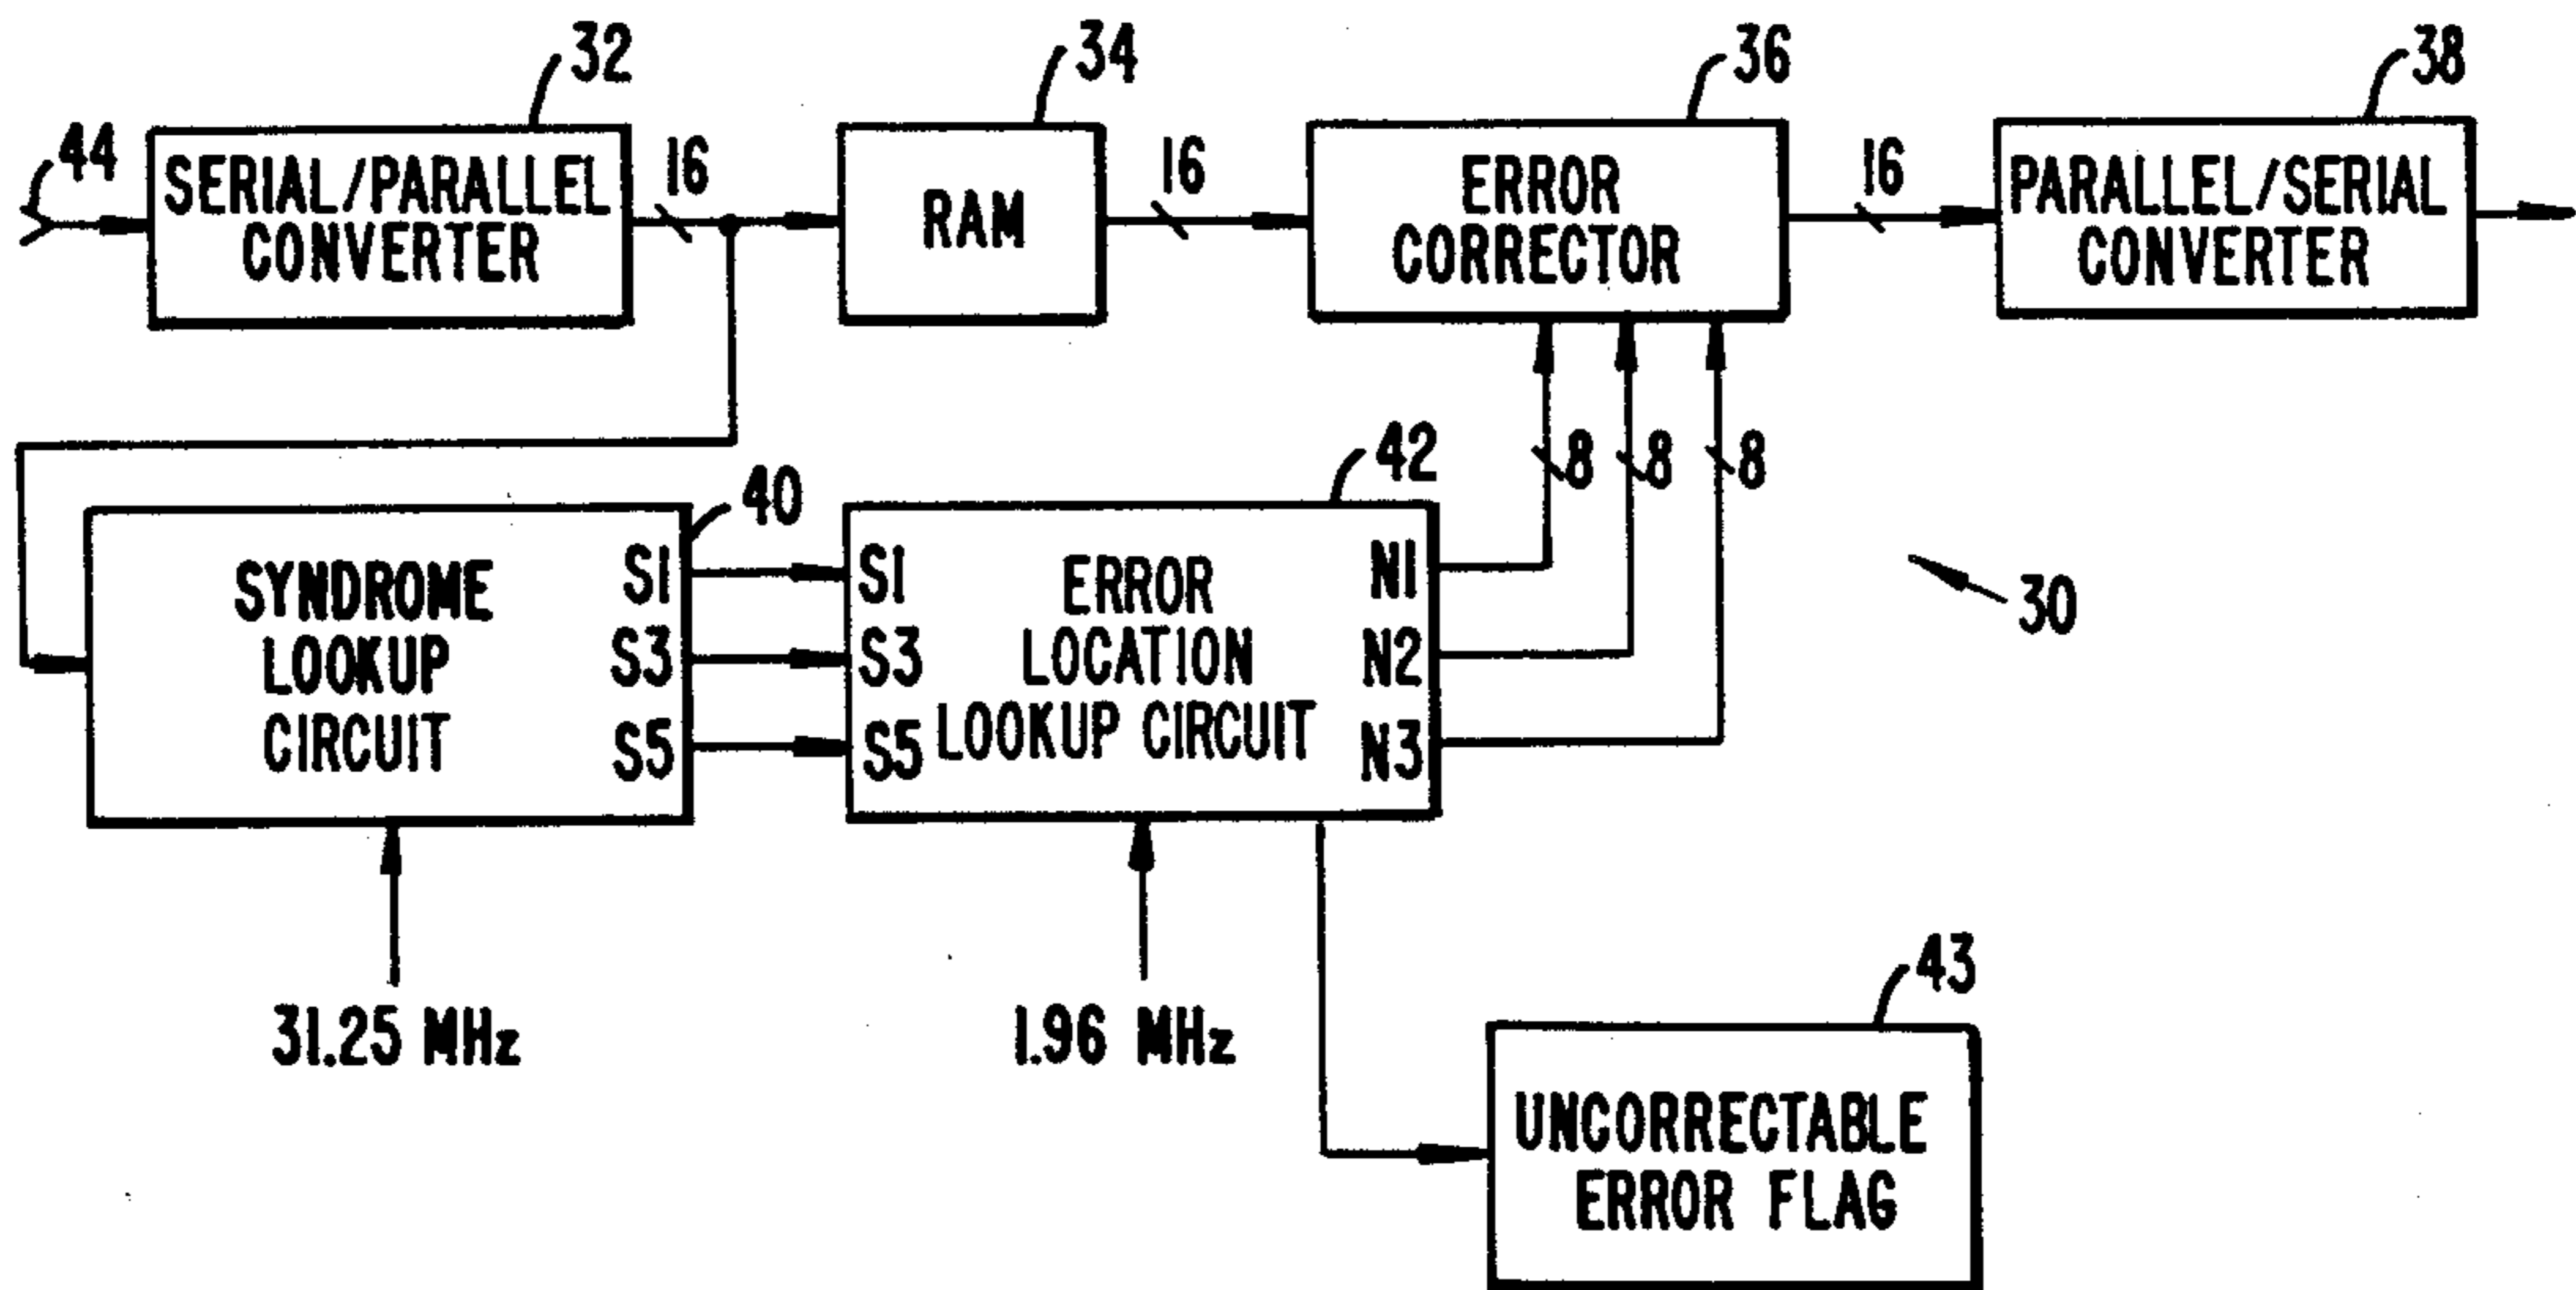 32
34
36
38
44
SERIAL/PARALLEL
CONVERTER
16
RAM
16
ERROR
CORRECTOR
16
PARALLEL/SERIAL
CONVERTER
8
8
8
40
42
SYNDROME
LOOKUP
CIRCUIT
S1
S3
S5
S1
S3
S5
ERROR
LOCATION
LOOKUP CIRCUIT
N1
N2
N3
30
31.25 MHz
1.96 MHz
43
UNCORRECTABLE
ERROR FLAG